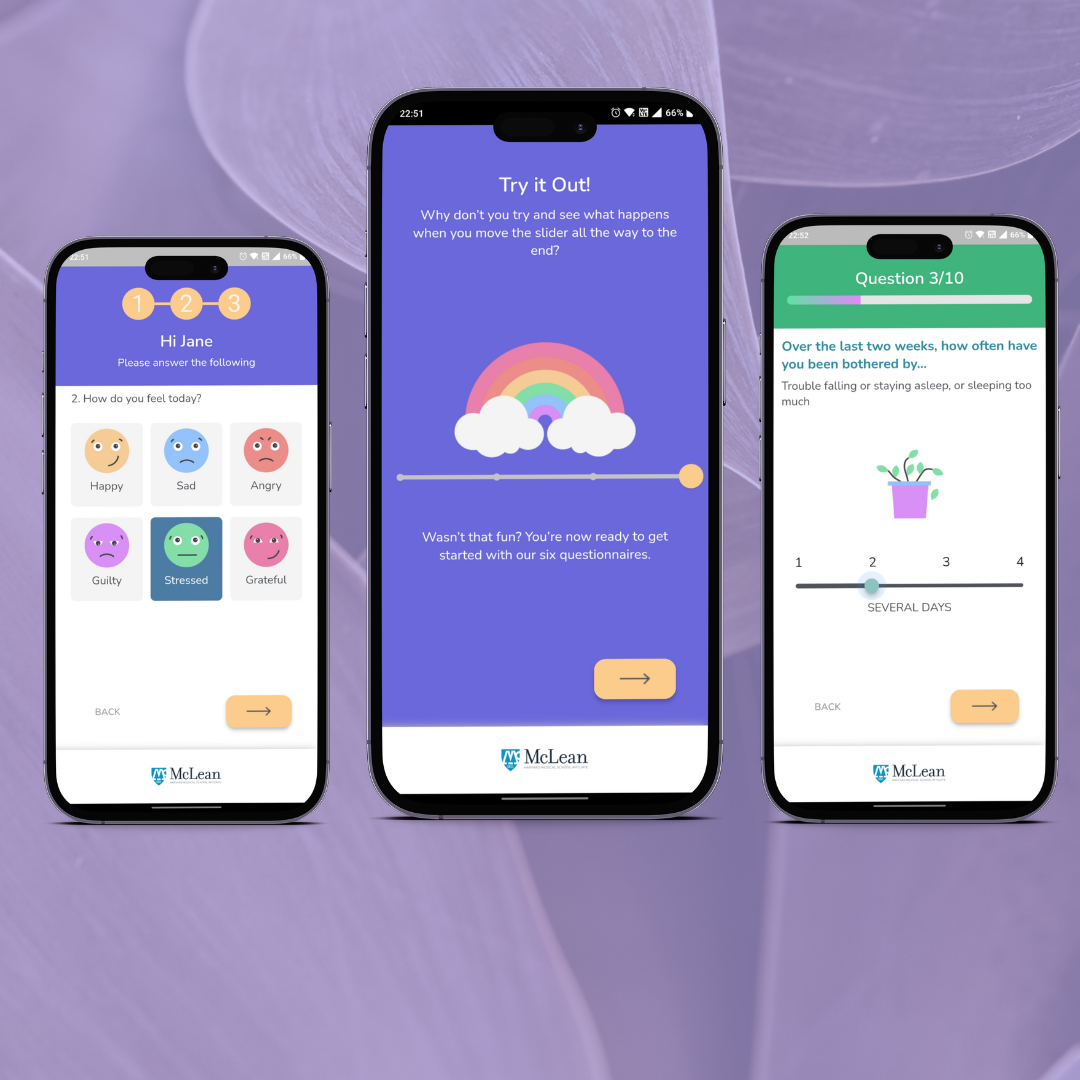 22:51
66%
1 2 3
Hi Jane
Please answer the following
2. How do you feel today?
Happy
Sad
Angry
Guilty
Stressed
Grateful
BACK
McLean
22:51
66%
Try it Out!
Why don't you try and see what happens
when you move the slider all the way to the
end?
Wasn't that fun? You're now ready to get
started with our six questionnaires.
McLean
HARVARD MEDICAL SCHOOL AFFILIATE
22:52
66%
Question 3/10
Over the last two weeks, how often have
you been bothered by...
Trouble falling or staying asleep, or sleeping too
much
1 2 3 4
SEVERAL DAYS
BACK
McLean